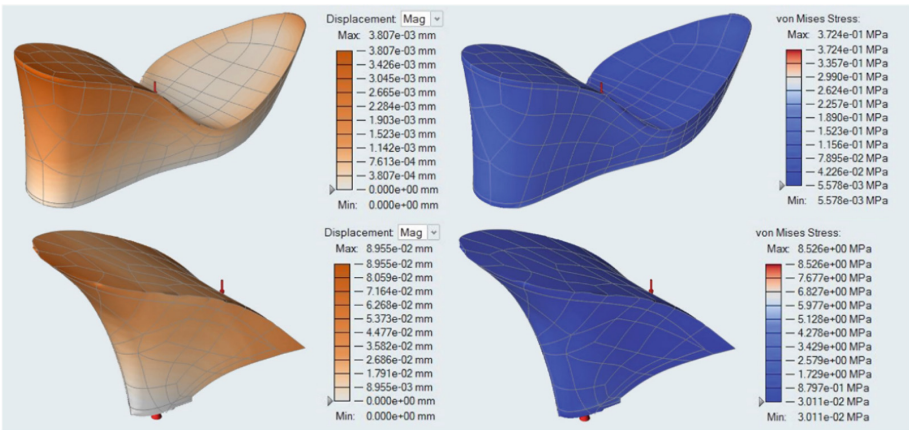 Displacement: Mag
Max: 3.807e-03 mm
3.807e-03 mm
3.426e-03 mm
3.045e-03 mm
2.665e-03 mm
2.284e-03 mm
1.903e-03 mm
1.523e-03 mm
1.142e-03 mm
7.613e-04 mm
3.807e-04 mm
0.000e+00 mm
Min: 0.000e+00 mm
von Mises Stress:
Max: 3.724e-01 MPa
3.724e-01 MPa
3.357e-01 MPa
2.990e-01 MPa
2.624e-01 MPa
2.257e-01 MPa
1.890e-01 MPa
1.523e-01 MPa
1.156e-01 MPa
7.895e-02 MPa
4.226e-02 MPa
5.578e-03 MPa
Min: 5.578e-03 MPa
Displacement: Mag
Max: 8.955e-02 mm
8.955e-02 mm
8.059e-02 mm
7.164e-02 mm
6.268e-02 mm
5.373e-02 mm
4.477e-02 mm
3.582e-02 mm
2.686e-02 mm
1.791e-02 mm
8.955e-03 mm
0.000e+00 mm
Min: 0.000e+00 mm
von Mises Stress:
Max: 8.526e+00 MPa
8.526e+00 MPa
7.677e+00 MPa
6.827e+00 MPa
5.977e+00 MPa
5.128e+00 MPa
4.278e+00 MPa
3.429e+00 MPa
2.579e+00 MPa
1.729e+00 MPa
8.797e-01 MPa
3.011e-02 MPa
Min: 3.011e-02 MPa